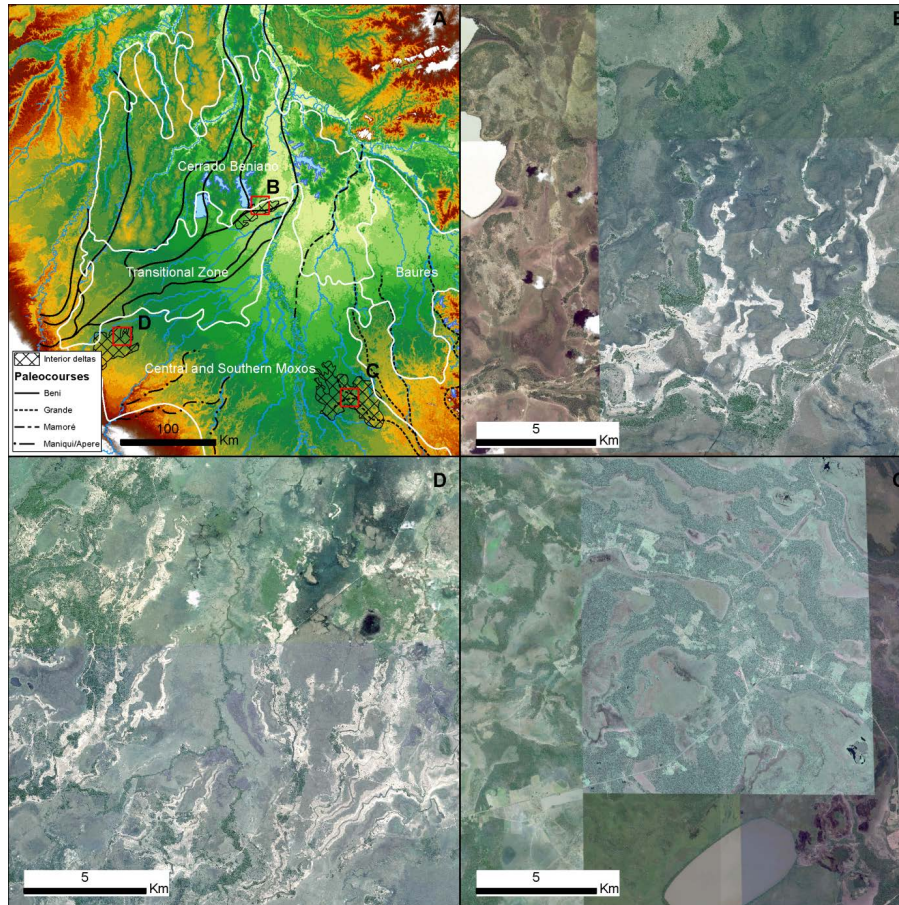 A
Cerrado Beniano
B
Transitional Zone
Baures
D
Central and Southern Moxos
C
Interior deltas
Paleocourses
Beni
Grande
Mamoré
Maniqui/Apere
100
Km
B
5
Km
D
5
Km
C
5
Km